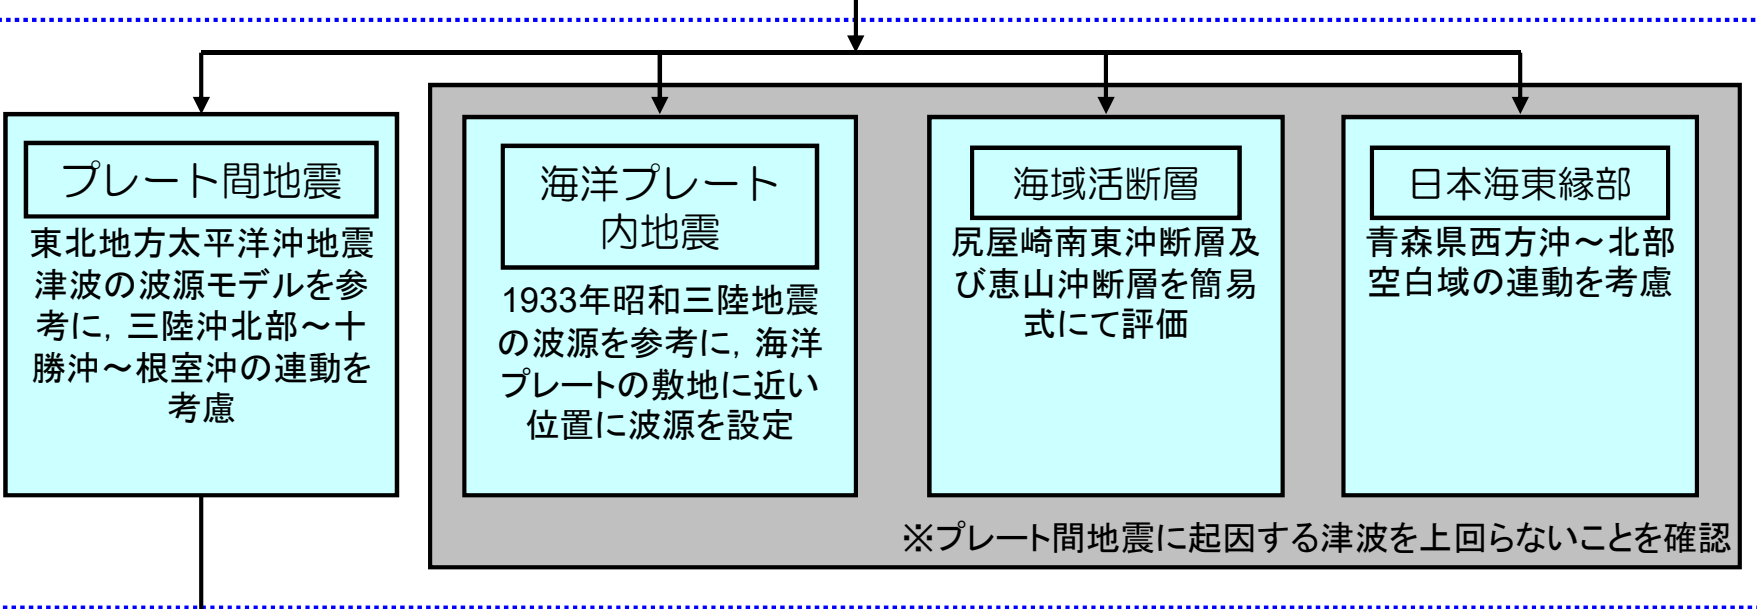 プレート間地震
東北地方太平洋沖地震
津波の波源モデルを参
考に，三陸沖北部～十
勝沖～根室沖の連動を
考慮
海洋プレート
内地震
1933年昭和三陸地震
の波源を参考に，海洋
プレートの敷地に近い
位置に波源を設定
海域活断層
尻屋崎南東沖断層及
び恵山沖断層を簡易
式にて評価
日本海東縁部
青森県西方沖～北部
空白域の連動を考慮
※プレート間地震に起因する津波を上回らないことを確認